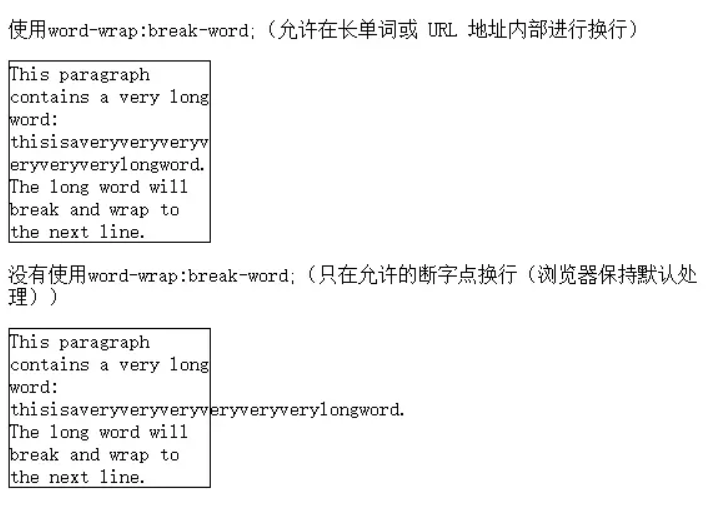 使用word-wrap:break-word;（允许在长单词或 URL 地址内部进行换行）
This paragraph
contains a very long
word:
thisisaveryveryveryv
eryveryverylongword.
The long word will
break and wrap to
the next line.
没有使用word-wrap:break-word;（只在允许的断字点换行（浏览器保持默认处
理））
This paragraph
contains a very long
word:
thisisaveryveryveryveryveryverylongword.
The long word will
break and wrap to
the next line.